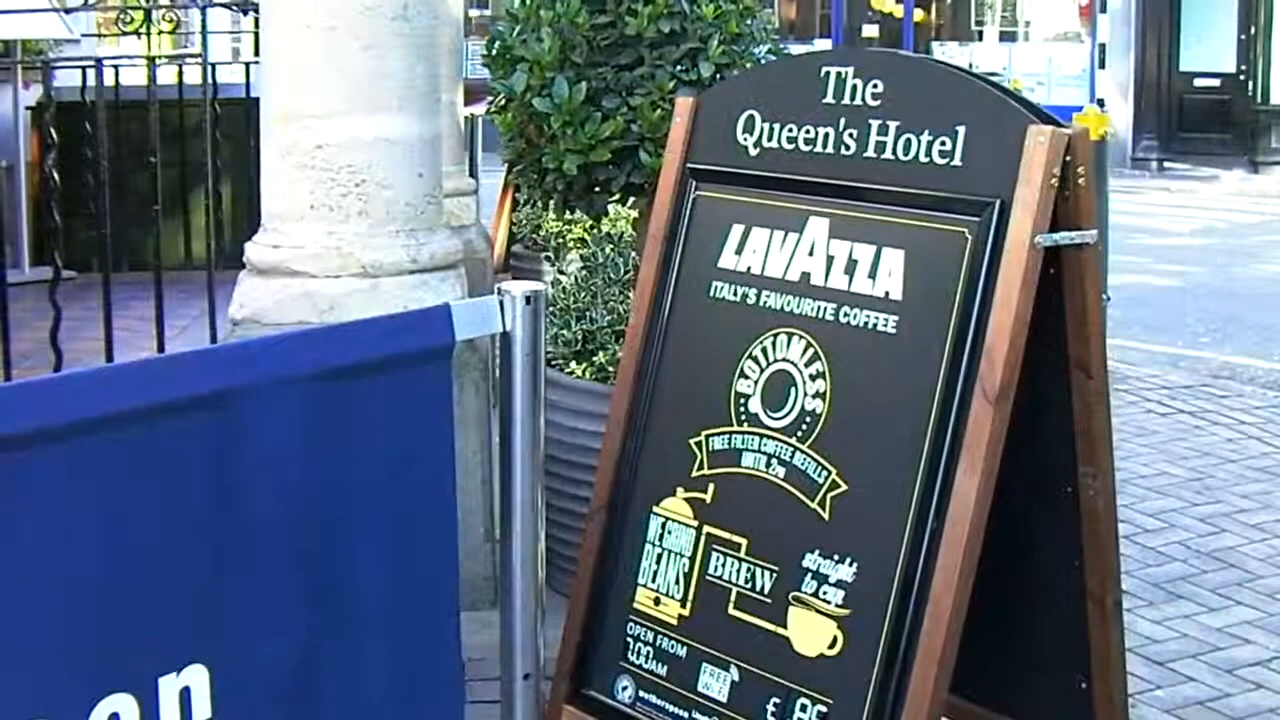 The
Queen's Hotel
LAVAZZA
ITALY'S FAVOURITE COFFEE
BOTTOMLESS
FREE FILTER COFFEE REFILLS
UNTIL 2PM
WE GRIND
BEANS
BREW
straight
to cup
OPEN FROM
7.00AM
FREE
Wi-Fi
wetherspoon
£
en